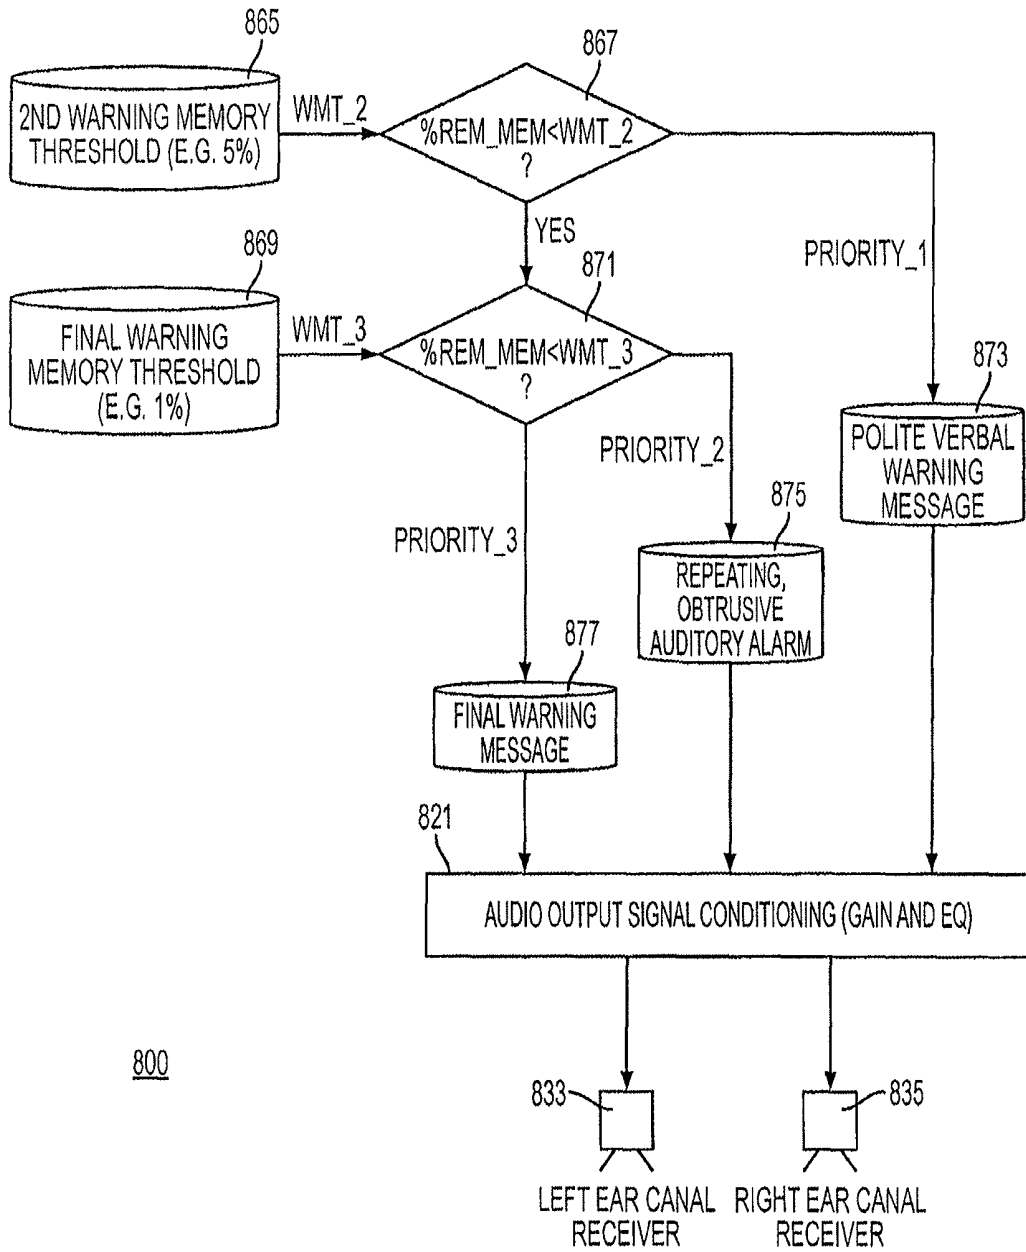 865
2ND WARNING MEMORY
THRESHOLD (E.G. 5%)
WMT_2
867
%REM_MEM<WMT_2
?
YES
PRIORITY_1
869
FINAL WARNING
MEMORY THRESHOLD
(E.G. 1%)
WMT_3
871
%REM_MEM<WMT_3
?
PRIORITY_2
873
POLITE VERBAL
WARNING
MESSAGE
PRIORITY_3
875
REPEATING,
OBTRUSIVE
AUDITORY ALARM
877
FINAL WARNING
MESSAGE
821
AUDIO OUTPUT SIGNAL CONDITIONING (GAIN AND EQ)
800
833
835
LEFT EAR CANAL
RECEIVER
RIGHT EAR CANAL
RECEIVER